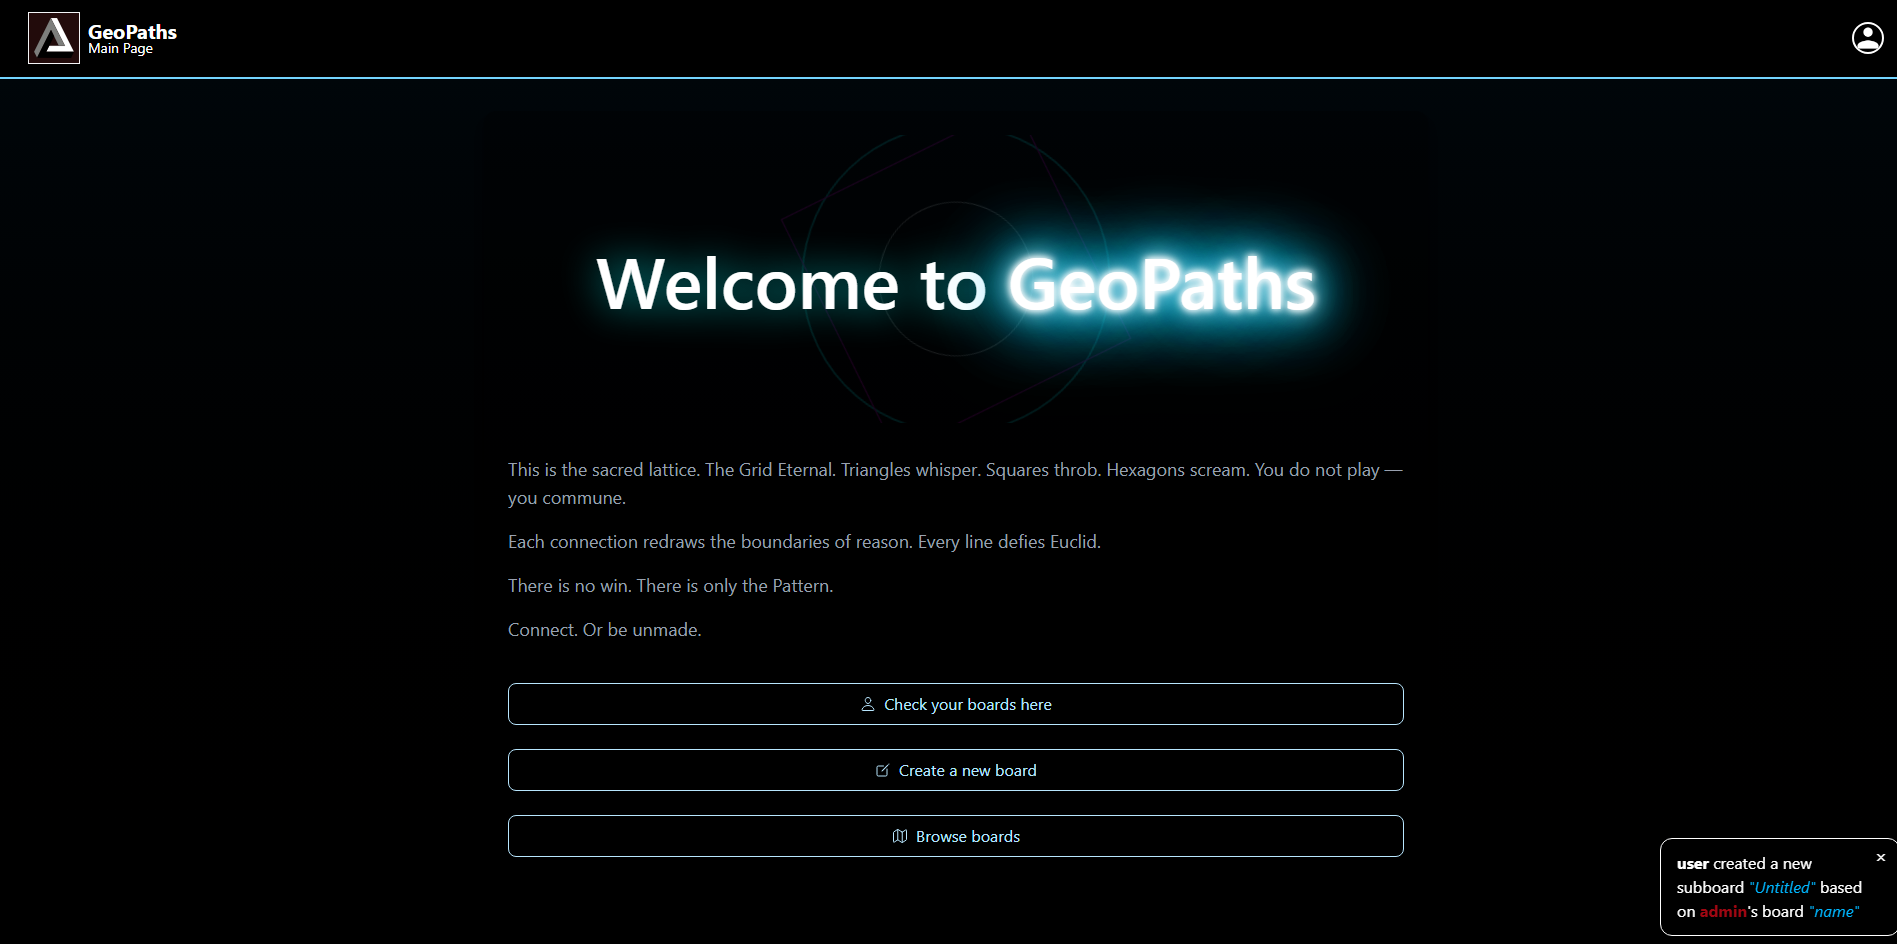 GeoPaths
Main Page
Welcome to GeoPaths
This is the sacred lattice. The Grid Eternal. Triangles whisper. Squares throb. Hexagons scream. You do not play —
you commune.
Each connection redraws the boundaries of reason. Every line defies Euclid.
There is no win. There is only the Pattern.
Connect. Or be unmade.
Check your boards here
Create a new board
Browse boards
user created a new
subboard "Untitled" based
on admin's board "name"